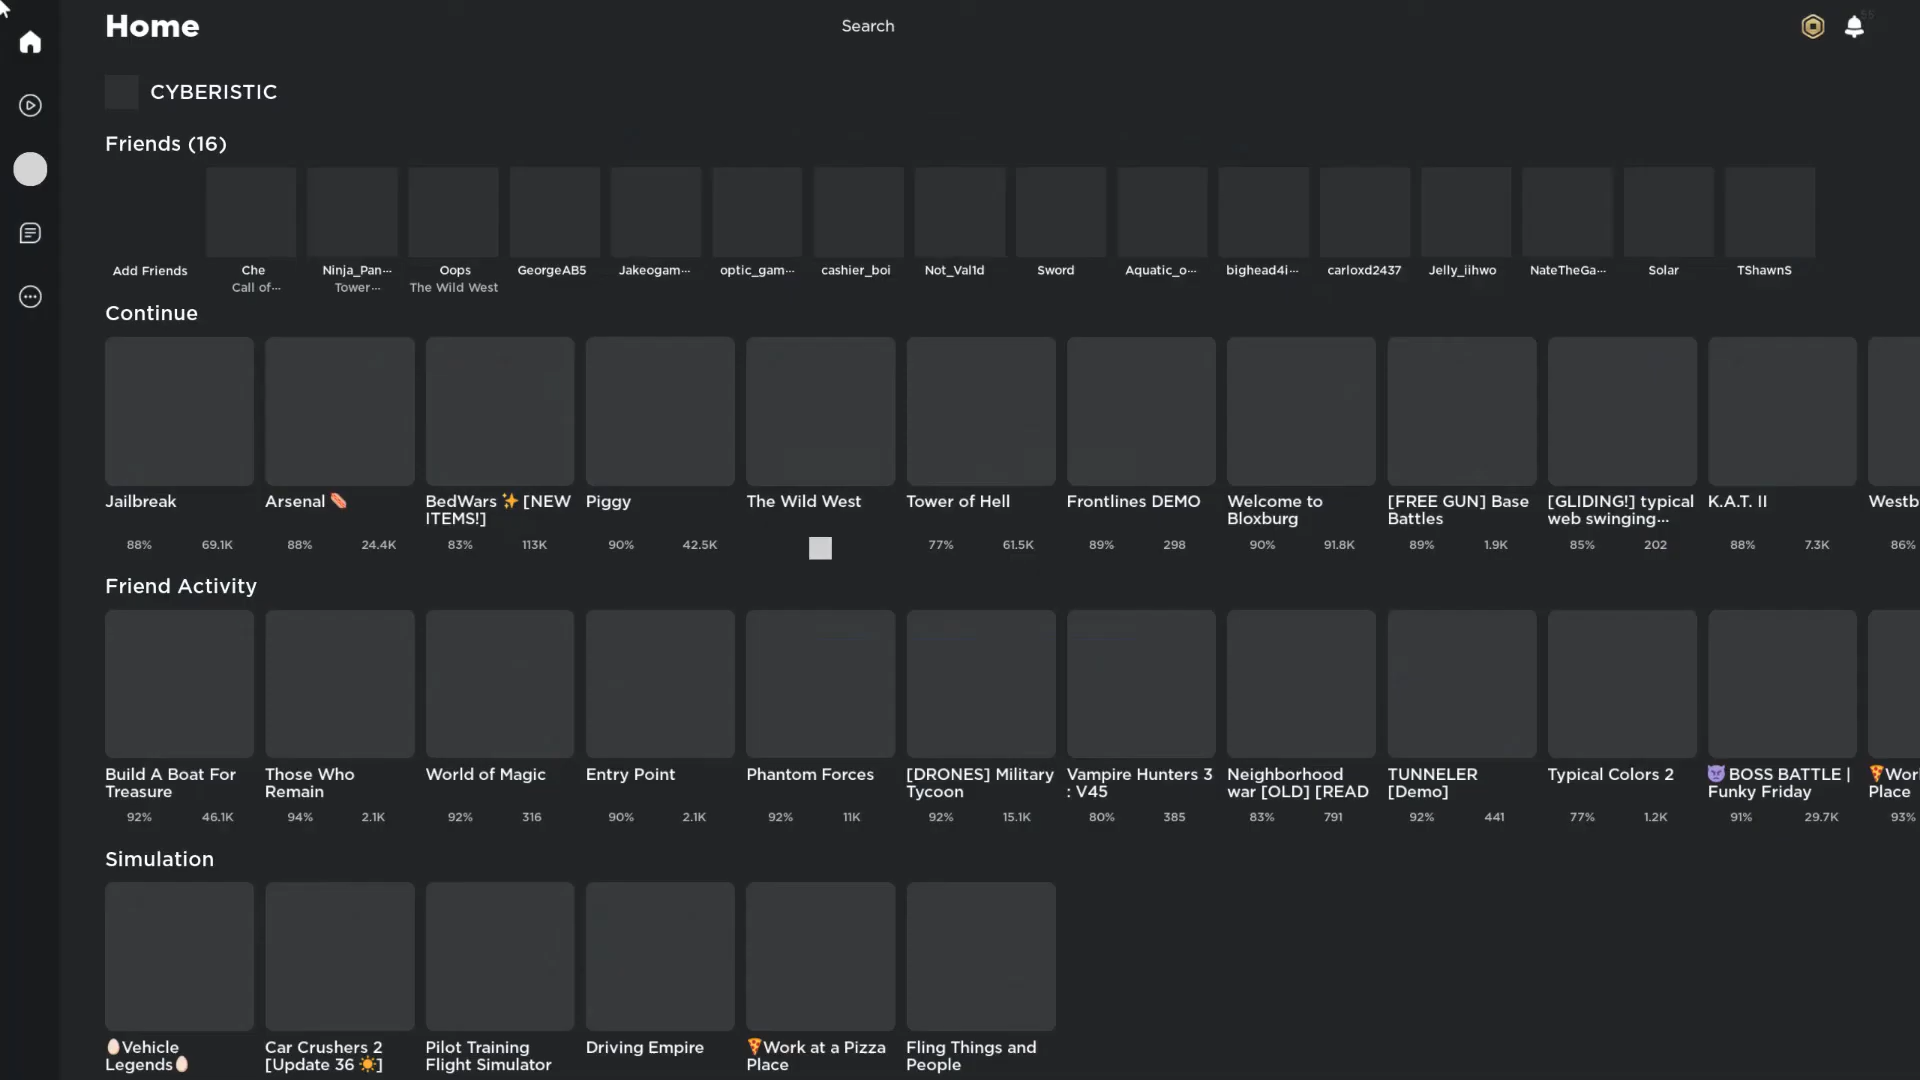 Home
Search
55
CYBERISTIC
Friends (16)
Add Friends
Che
Call of...
Ninja_Pan...
Tower...
Oops
The Wild West
GeorgeAB5
Jakeogam...
optic_gam...
cashier_boi
Not_Val1d
Sword
Aquatic_o...
bighead4i...
carloxd2437
Jelly_iihwo
NateTheGa...
Solar
TShawnS
Continue
Jailbreak
88% 69.1K
Arsenal
88% 24.4K
BedWars ✨ [NEW
ITEMS!]
83% 113K
Piggy
90% 42.5K
The Wild West
Tower of Hell
77% 61.5K
Frontlines DEMO
89% 298
Welcome to
Bloxburg
90% 91.8K
[FREE GUN] Base
Battles
89% 1.9K
[GLIDING!] typical
web swinging...
85% 202
K.A.T. II
88% 7.3K
Westb
86%
Friend Activity
Build A Boat For
Treasure
92% 46.1K
Those Who
Remain
94% 2.1K
World of Magic
92% 316
Entry Point
90% 2.1K
Phantom Forces
92% 11K
[DRONES] Military
Tycoon
92% 15.1K
Vampire Hunters 3
: V45
80% 385
Neighborhood
war [OLD] [READ
83% 791
TUNNELER
[Demo]
92% 441
Typical Colors 2
77% 1.2K
😈 BOSS BATTLE |
Funky Friday
91% 29.7K
🍕Worl
Place
93%
Simulation
🥚Vehicle
Legends🥚
Car Crushers 2
[Update 36 ☀️]
Pilot Training
Flight Simulator
Driving Empire
🍕Work at a Pizza
Place
Fling Things and
People